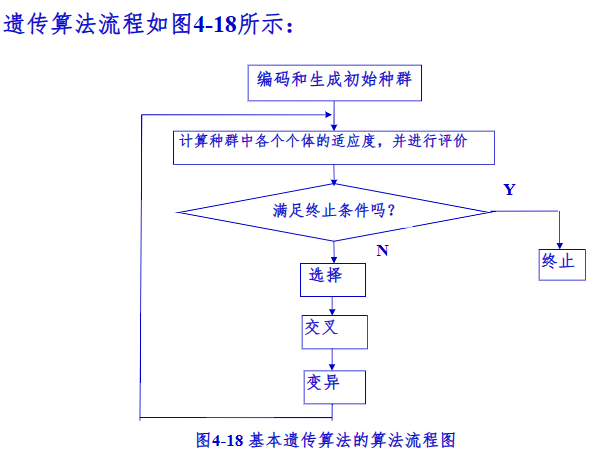 遗传算法流程如图4-18所示：
编码和生成初始种群
计算种群中各个个体的适应度，并进行评价
满足终止条件吗？
Y
N
终止
选择
交叉
变异
图4-18 基本遗传算法的算法流程图